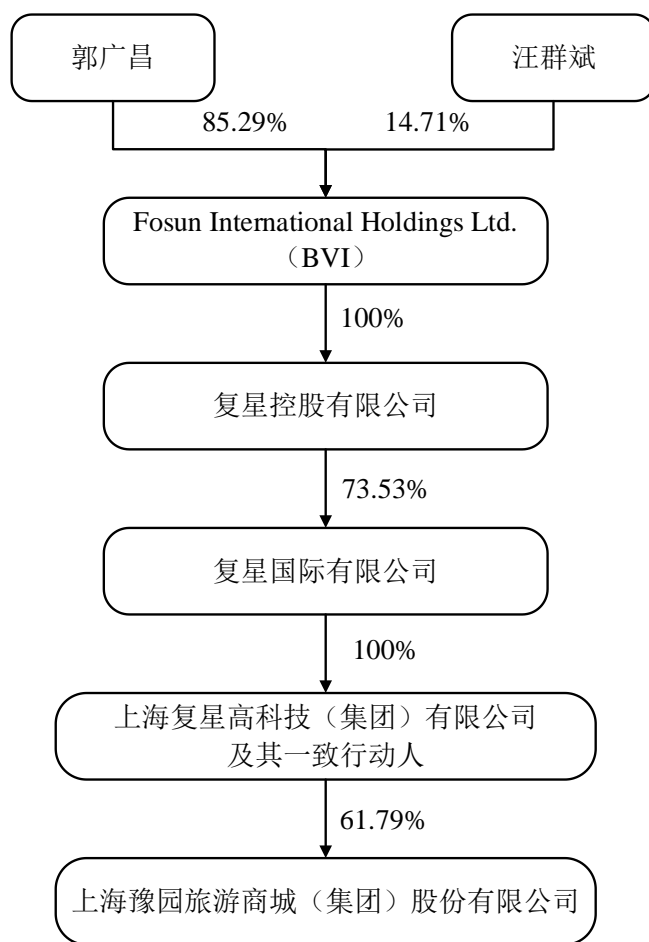 郭广昌
汪群斌
85.29%
14.71%
Fosun International Holdings Ltd.
（BVI）
100%
复星控股有限公司
73.53%
复星国际有限公司
100%
上海复星高科技（集团）有限公司
及其一致行动人
61.79%
上海豫园旅游商城（集团）股份有限公司